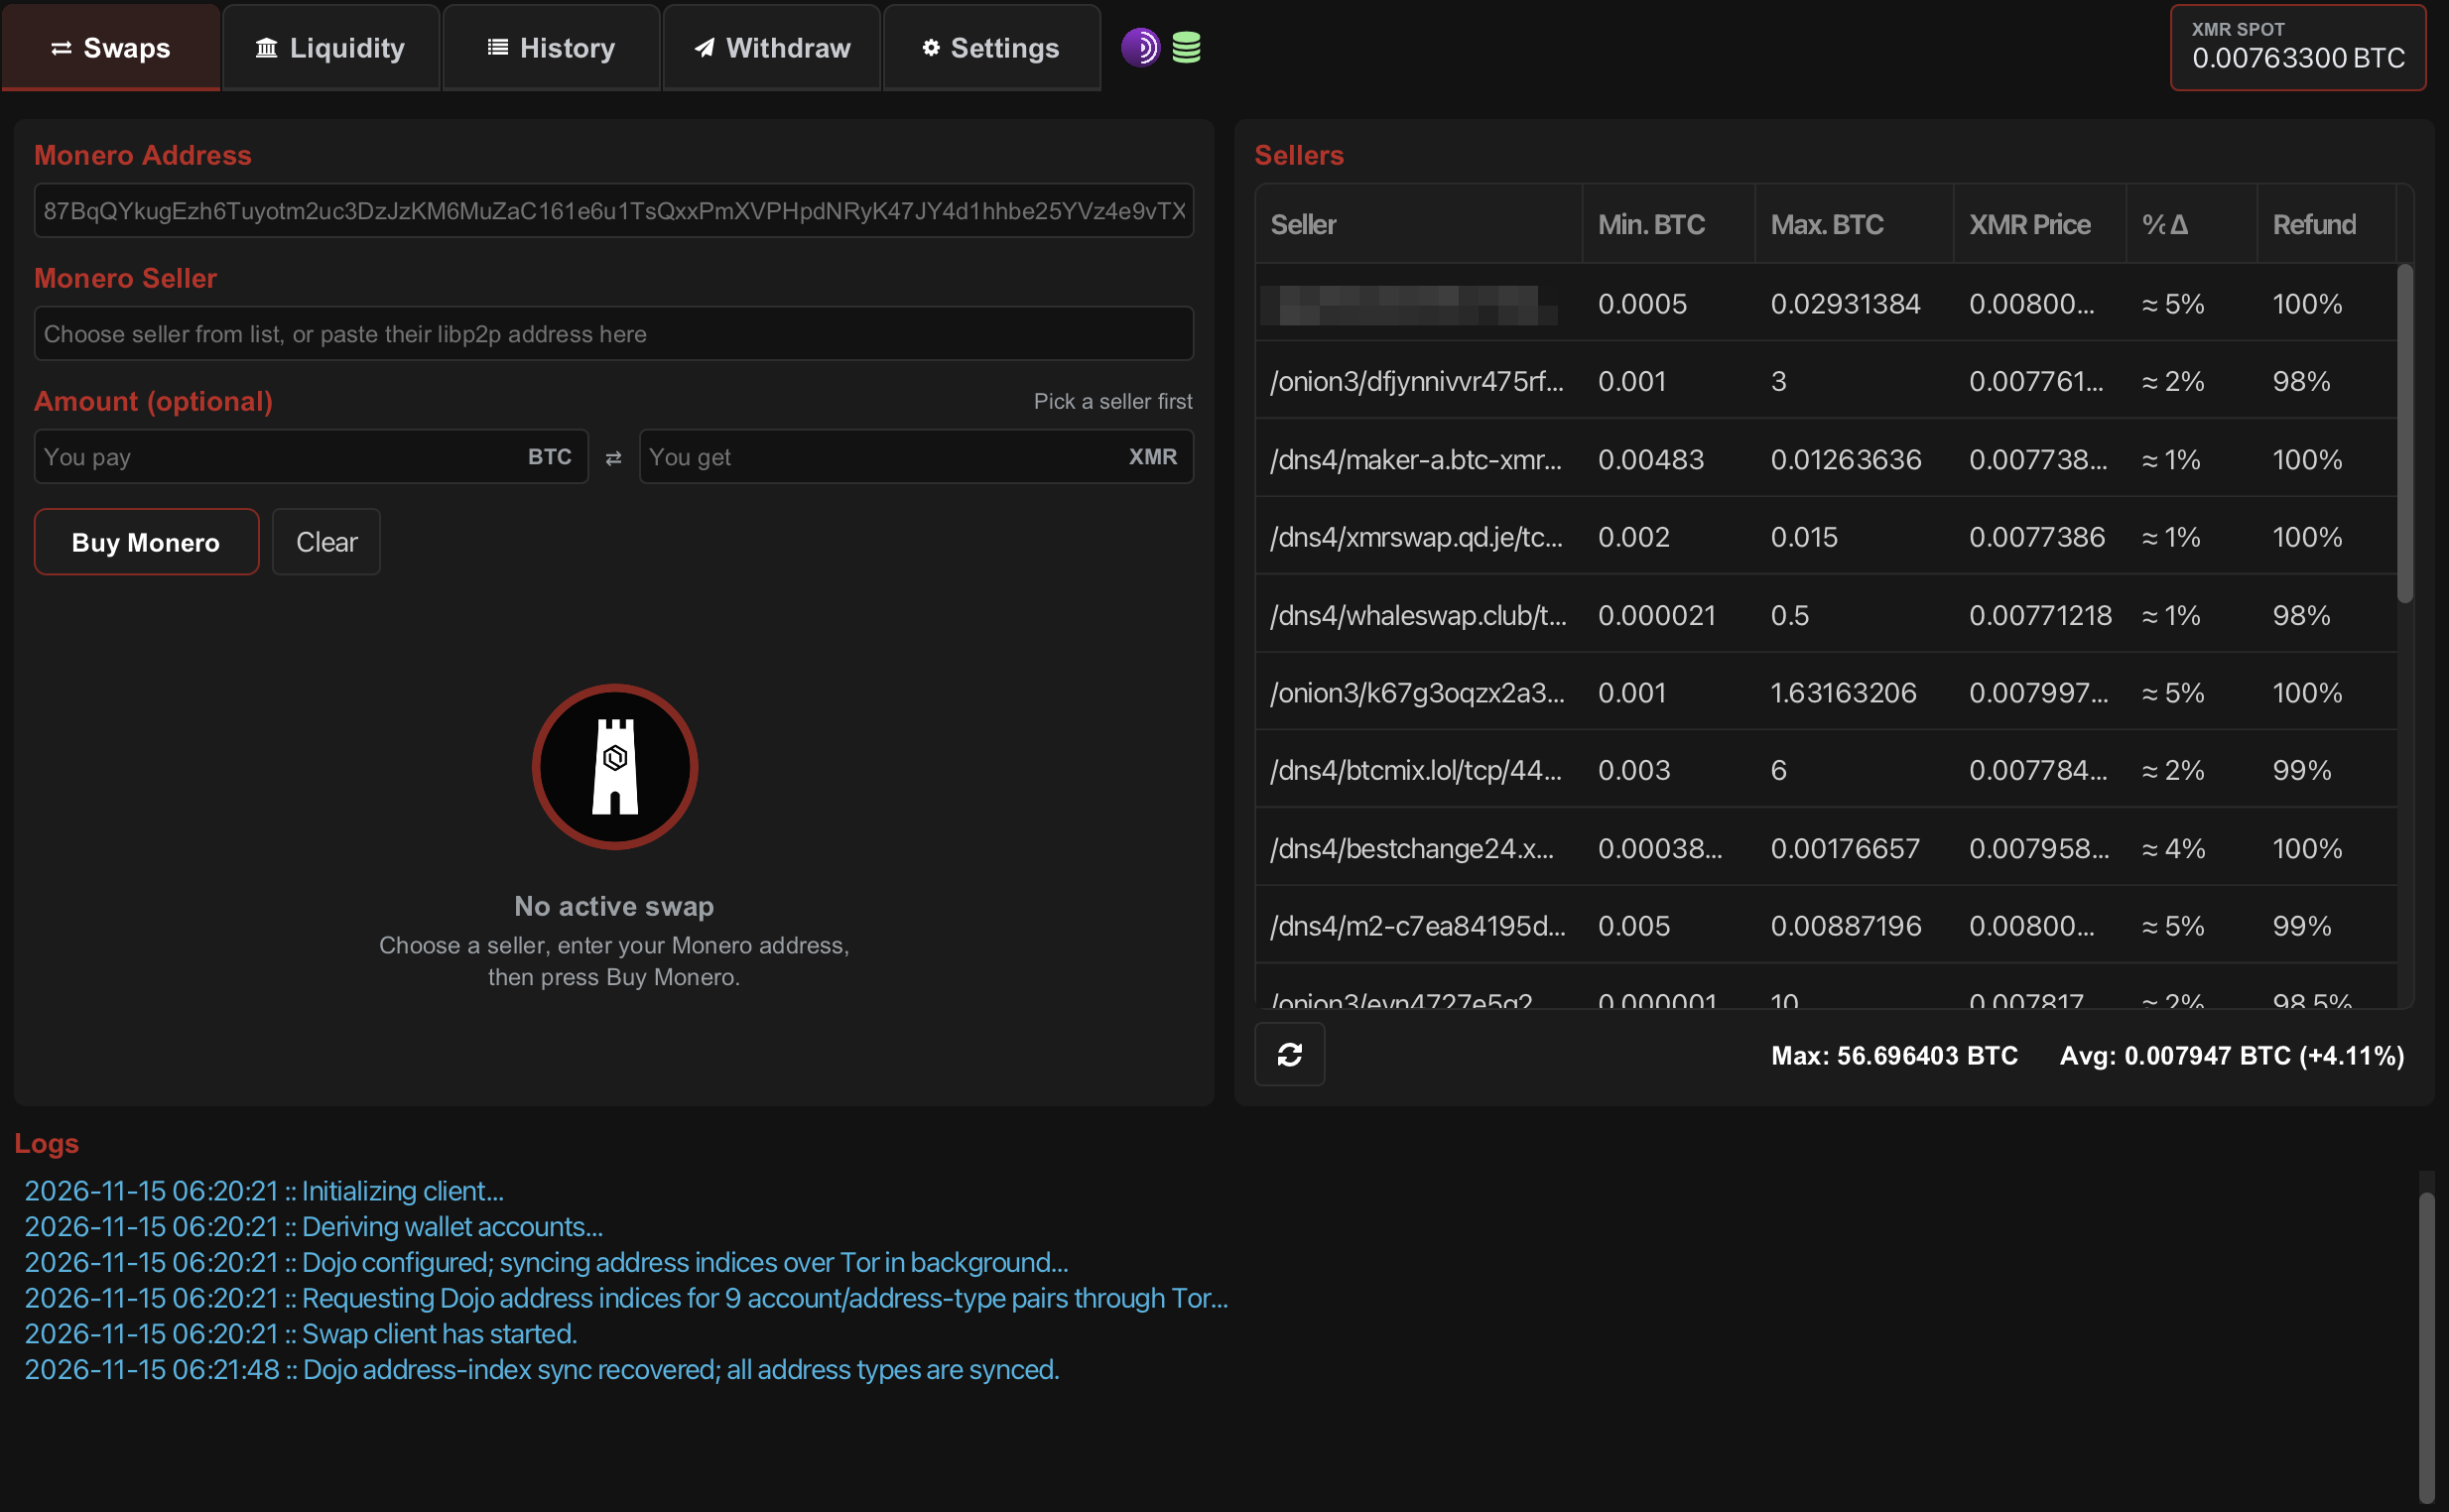 Swaps
Liquidity
History
Withdraw
Settings
XMR SPOT
0.00763300 BTC
Monero Address
87BqQYkugEzh6Tuyotm2uc3DzJzKM6MuZaC161e6u1TsQxxPmXVPHpdNRyK47JY4d1hhbe25YVz4e9vTX
Monero Seller
Choose seller from list, or paste their libp2p address here
Amount (optional) Pick a seller first
You pay BTC ⇄ You get XMR
Buy Monero Clear
No active swap
Choose a seller, enter your Monero address,
then press Buy Monero.
Sellers
Seller Min. BTC Max. BTC XMR Price % Δ Refund
0.0005 0.02931384 0.00800... ≈ 5% 100%
/onion3/dfjynnivvr475rf... 0.001 3 0.007761... ≈ 2% 98%
/dns4/maker-a.btc-xmr... 0.00483 0.01263636 0.007738... ≈ 1% 100%
/dns4/xmrswap.qd.je/tc... 0.002 0.015 0.0077386 ≈ 1% 100%
/dns4/whaleswap.club/t... 0.000021 0.5 0.00771218 ≈ 1% 98%
/onion3/k67g3oqzx2a3... 0.001 1.63163206 0.007997... ≈ 5% 100%
/dns4/btcmix.lol/tcp/44... 0.003 6 0.007784... ≈ 2% 99%
/dns4/bestchange24.x... 0.00038... 0.00176657 0.007958... ≈ 4% 100%
/dns4/m2-c7ea84195d... 0.005 0.00887196 0.00800... ≈ 5% 99%
/onion3/evn4727e5g2 0.000001 10 0.007817 ≈ 2% 98.5%
Max: 56.696403 BTC Avg: 0.007947 BTC (+4.11%)
Logs
2026-11-15 06:20:21 :: Initializing client...
2026-11-15 06:20:21 :: Deriving wallet accounts...
2026-11-15 06:20:21 :: Dojo configured; syncing address indices over Tor in background...
2026-11-15 06:20:21 :: Requesting Dojo address indices for 9 account/address-type pairs through Tor...
2026-11-15 06:20:21 :: Swap client has started.
2026-11-15 06:21:48 :: Dojo address-index sync recovered; all address types are synced.